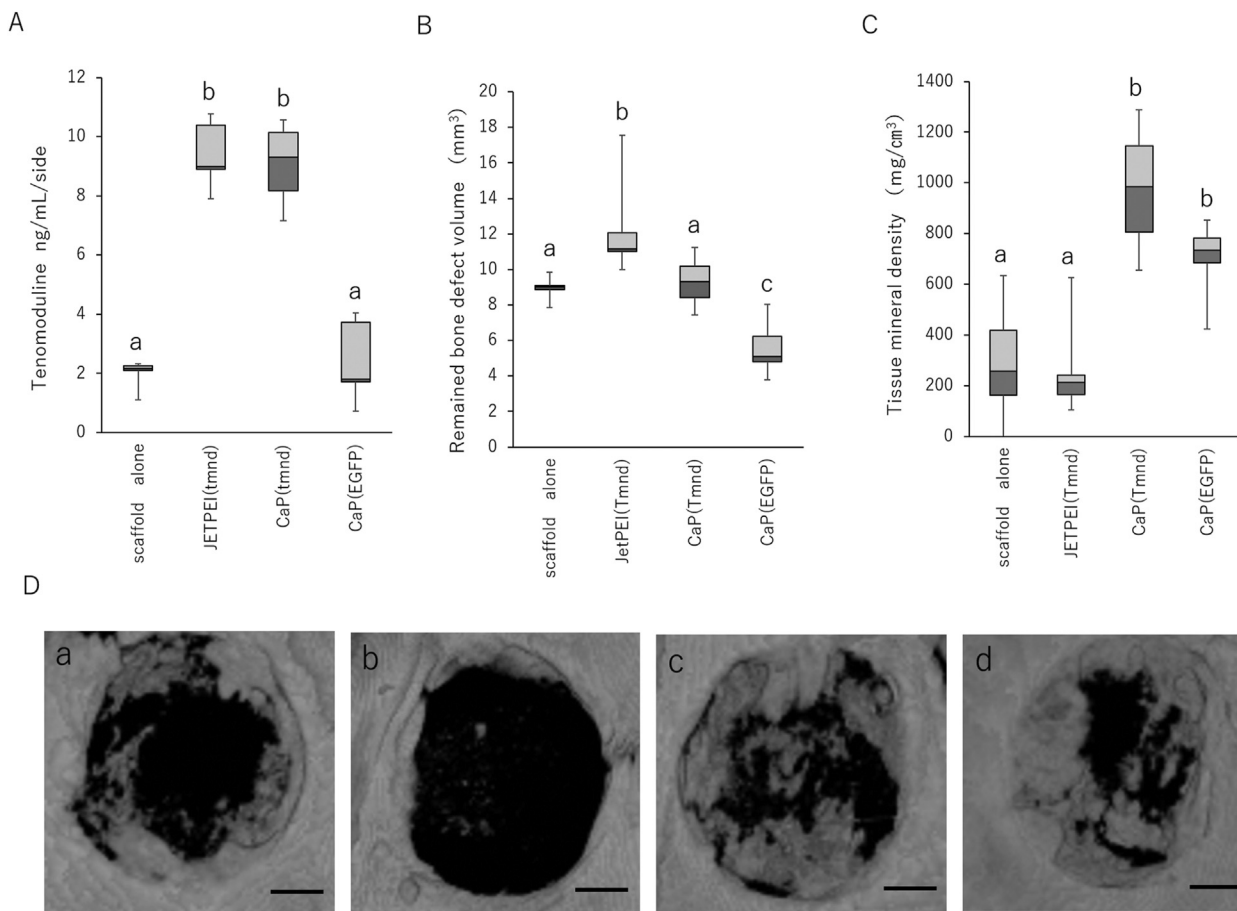 A
Tenomoduline ng/mL/side
12
10
8
6
4
2
0
a
b
b
a
scaffold alone
JETPEI(tmnd)
CaP(tmnd)
CaP(EGFP)
B
Remained bone defect volume (mm³)
20
18
16
14
12
10
8
6
4
2
0
a
b
a
c
scaffold alone
JetPEI(Tmnd)
CaP(Tmnd)
CaP(EGFP)
C
Tissue mineral density (mg/cm³)
1400
1200
1000
800
600
400
200
0
a
a
b
b
scaffold alone
JETPEI(Tmnd)
CaP(Tmnd)
CaP(EGFP)
D
a
b
c
d